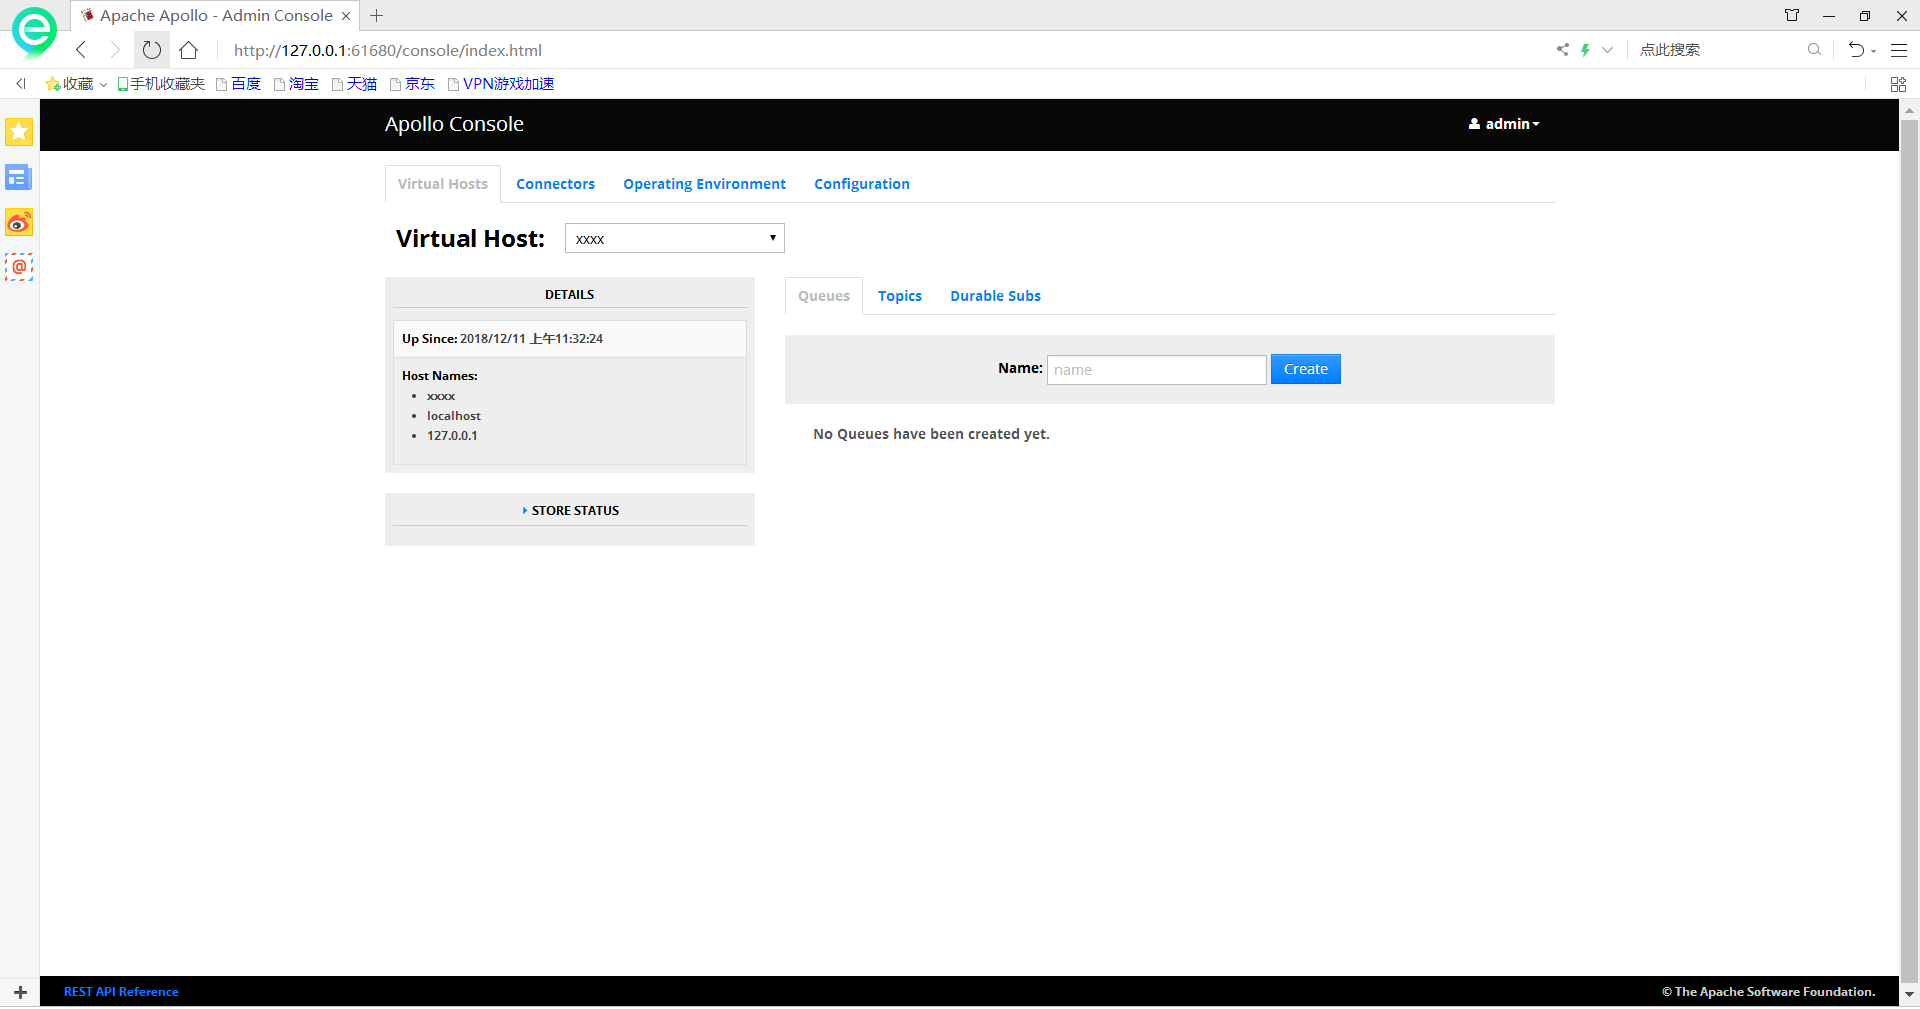 Apache Apollo - Admin Console
http://127.0.0.1:61680/console/index.html
点此搜索
收藏 手机收藏夹 百度 淘宝 天猫 京东 VPN游戏加速
Apollo Console
admin
Virtual Hosts Connectors Operating Environment Configuration
Virtual Host: xxxx
DETAILS
Up Since: 2018/12/11 上午11:32:24
Host Names:
• xxxx
• localhost
• 127.0.0.1
STORE STATUS
Queues Topics Durable Subs
Name: name Create
No Queues have been created yet.
REST API Reference
© The Apache Software Foundation.